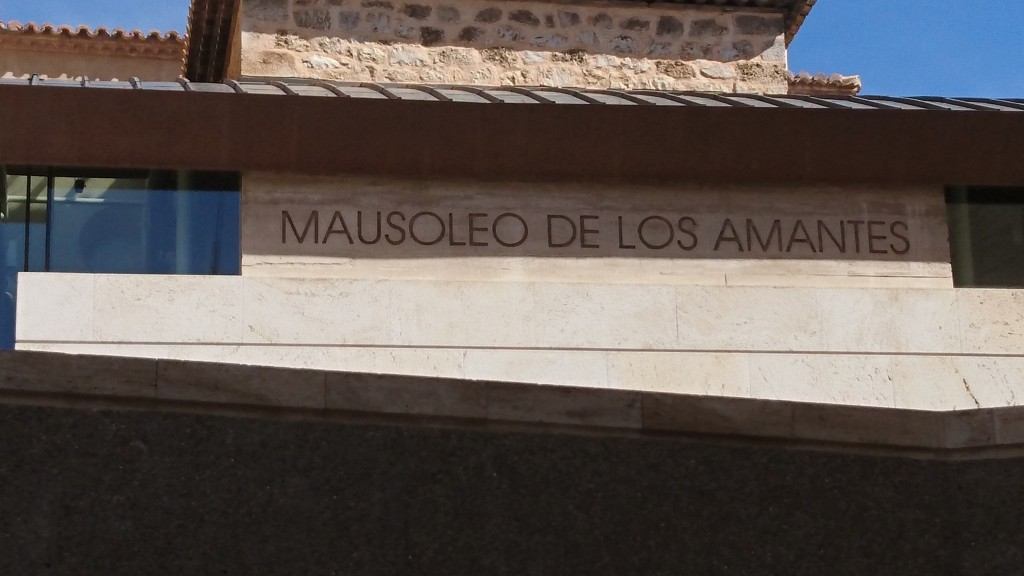 MAUSOLEO DE LOS AMANTES